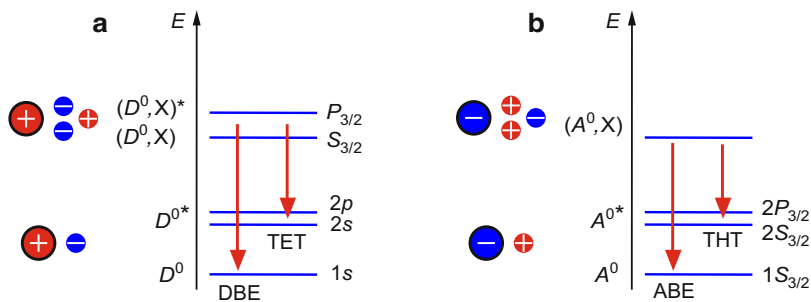 a
E
(D⁰,X)*
P₃/₂
(D⁰,X)
S₃/₂
2p
D⁰*
2s
TET
D⁰
1s
DBE
+
−
−
+
+
−
b
E
(A⁰,X)
2P₃/₂
A⁰*
THT
2S₃/₂
A⁰
1S₃/₂
ABE
−
+
+
−
−
+